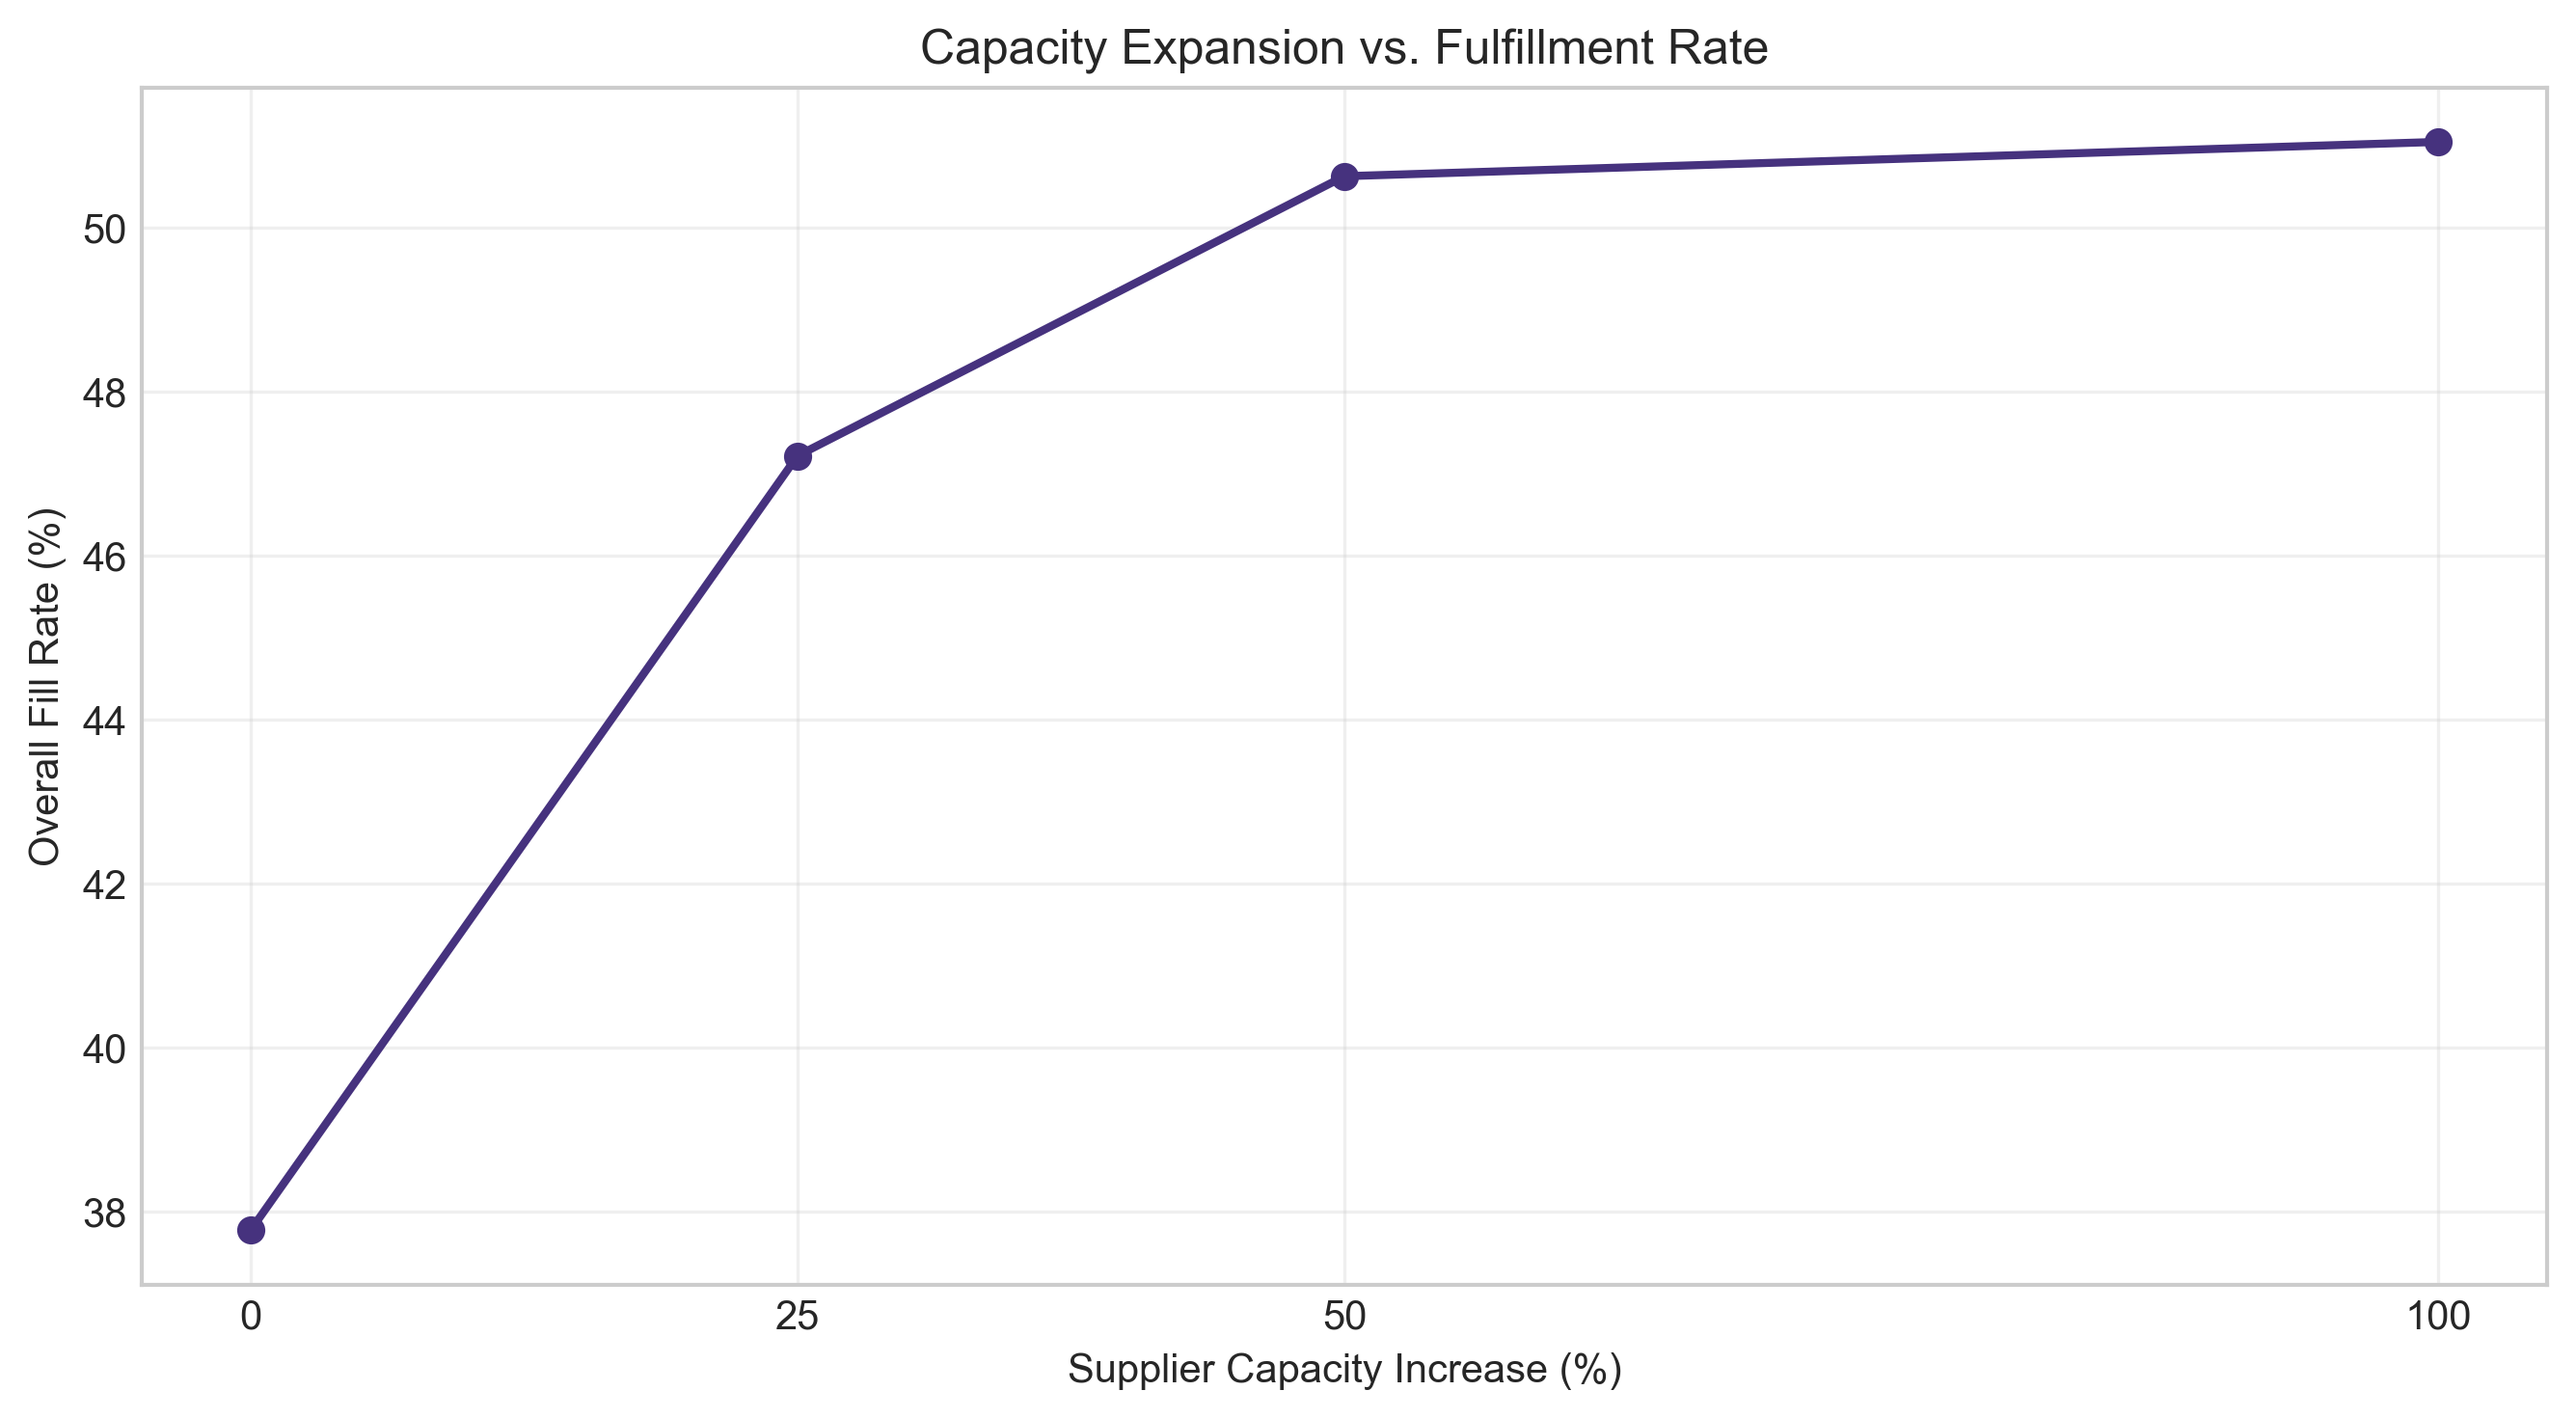 Capacity Expansion vs. Fulfillment Rate
Overall Fill Rate (%)
50
48
46
44
42
40
38
0 25 50 100
Supplier Capacity Increase (%)